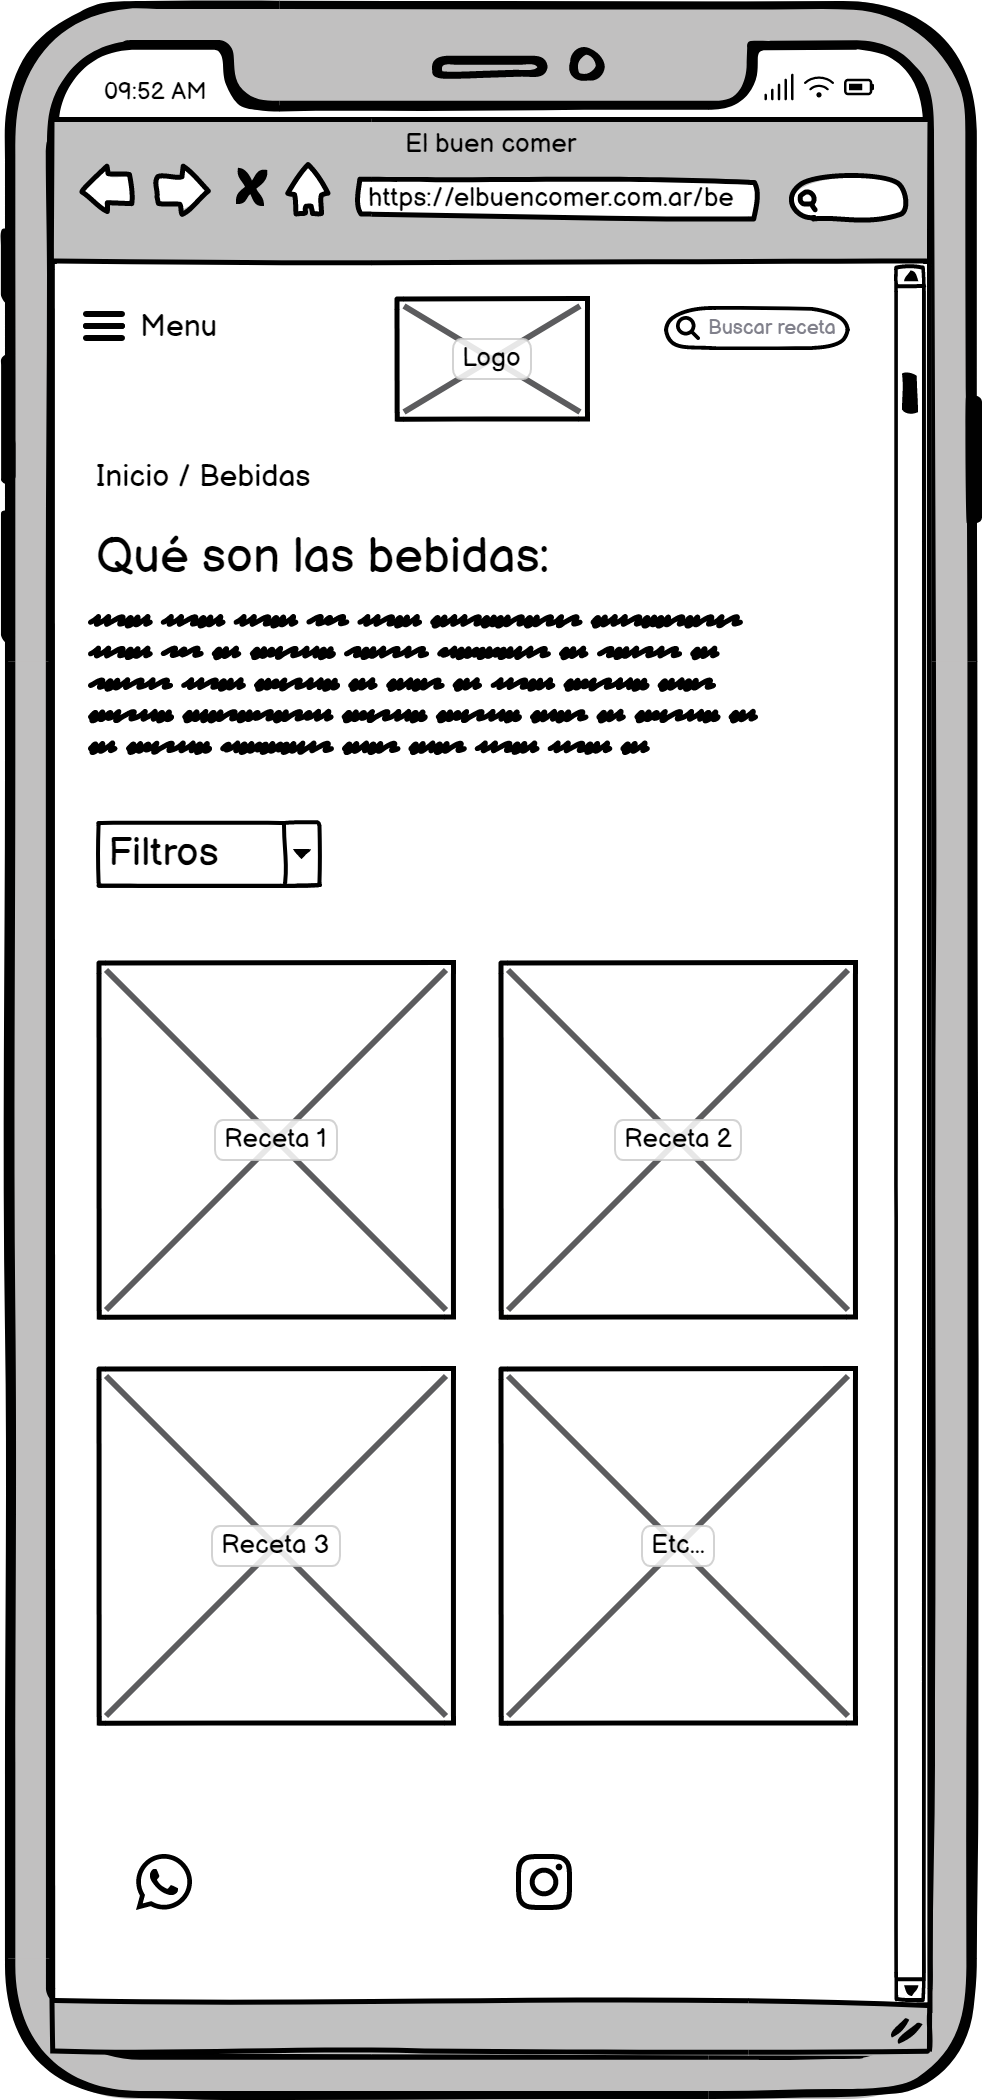 09:52 AM
El buen comer
https://elbuencomer.com.ar/be
Menu
Logo
Buscar receta
Inicio / Bebidas
Qué son las bebidas:
Filtros
Receta 1
Receta 2
Receta 3
Etc...